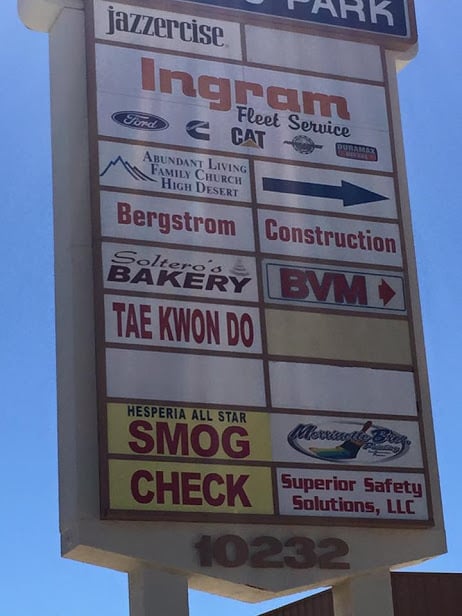 PARK
jazzercise
Ingram
Fleet Service
Ford
CAT
DURAMAX
ABUNDANT LIVING
FAMILY CHURCH
HIGH DESERT
Bergstrom Construction
Soltero's
BAKERY
BVM
TAE KWON DO
HESPERIA ALL STAR
SMOG
CHECK
Bros.
Superior Safety
Solutions, LLC
10232